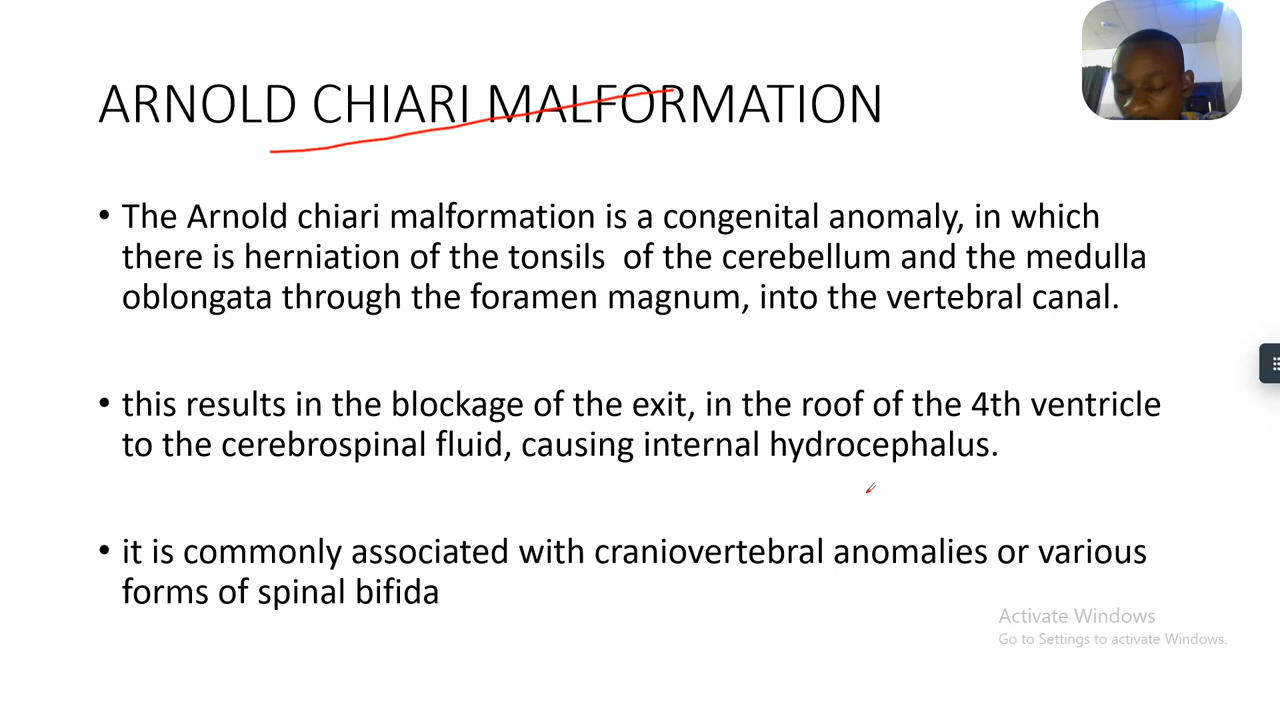 ARNOLD CHIARI MALFORMATION
• The Arnold chiari malformation is a congenital anomaly, in which
there is herniation of the tonsils  of the cerebellum and the medulla
oblongata through the foramen magnum, into the vertebral canal.
• this results in the blockage of the exit, in the roof of the 4th ventricle
to the cerebrospinal fluid, causing internal hydrocephalus.
• it is commonly associated with craniovertebral anomalies or various
forms of spinal bifida
Activate Windows
Go to Settings to activate Windows.